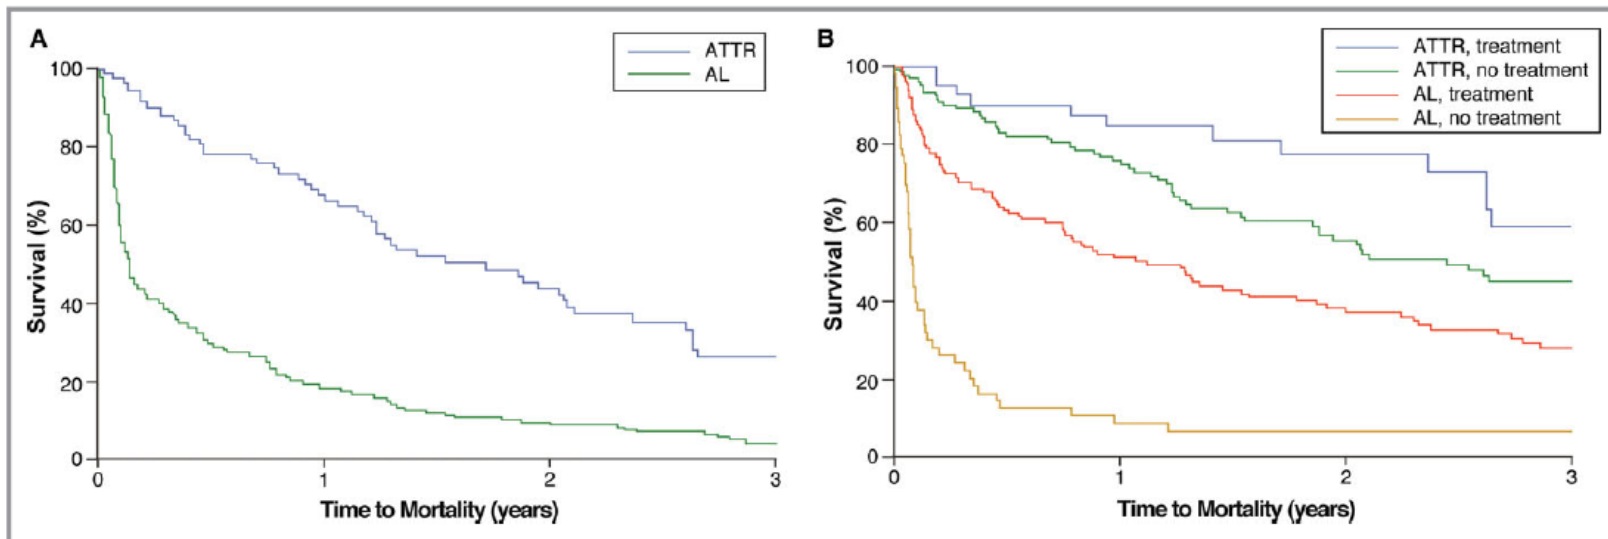 A
ATTR
AL
100
80
60
40
20
0
Survival (%)
0 1 2 3
Time to Mortality (years)
B
ATTR, treatment
ATTR, no treatment
AL, treatment
AL, no treatment
100
80
60
40
20
0
Survival (%)
0 1 2 3
Time to Mortality (years)